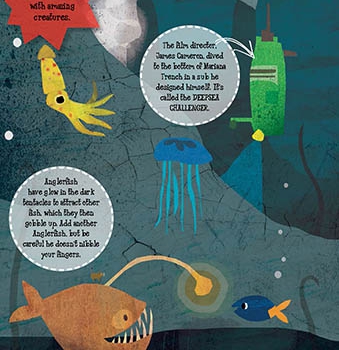 with amazing
creatures.
The film director,
James Cameron, dived
to the bottom of Mariana
Trench in a sub he
designed himself. It's
called the DEEPSEA
CHALLENGER.
Anglerfish
have glow in the dark
tentacles to attract other
fish, which they then
gobble up. Add another
Anglerfish, but be
careful he doesn't nibble
your fingers.